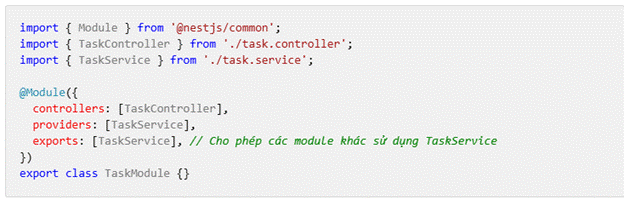 import { Module } from '@nestjs/common';
import { TaskController } from './task.controller';
import { TaskService } from './task.service';
@Module({
controllers: [TaskController],
providers: [TaskService],
exports: [TaskService], // Cho phép các module khác sử dụng TaskService
})
export class TaskModule {}